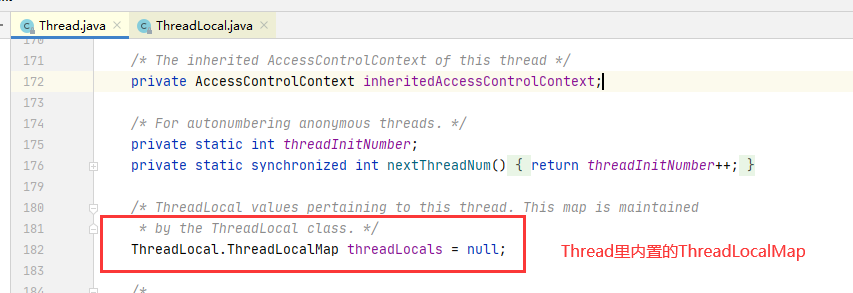 Thread.java
ThreadLocal.java
170
171 /* The inherited AccessControlContext of this thread */
172 private AccessControlContext inheritedAccessControlContext;
173
174 /* For autonumbering anonymous threads. */
175 private static int threadInitNumber;
176 private static synchronized int nextThreadNum() { return threadInitNumber++; }
179
180 /* ThreadLocal values pertaining to this thread. This map is maintained
181 * by the ThreadLocal class. */
182 ThreadLocal.ThreadLocalMap threadLocals = null;
Thread里内置的ThreadLocalMap
183
184 /*